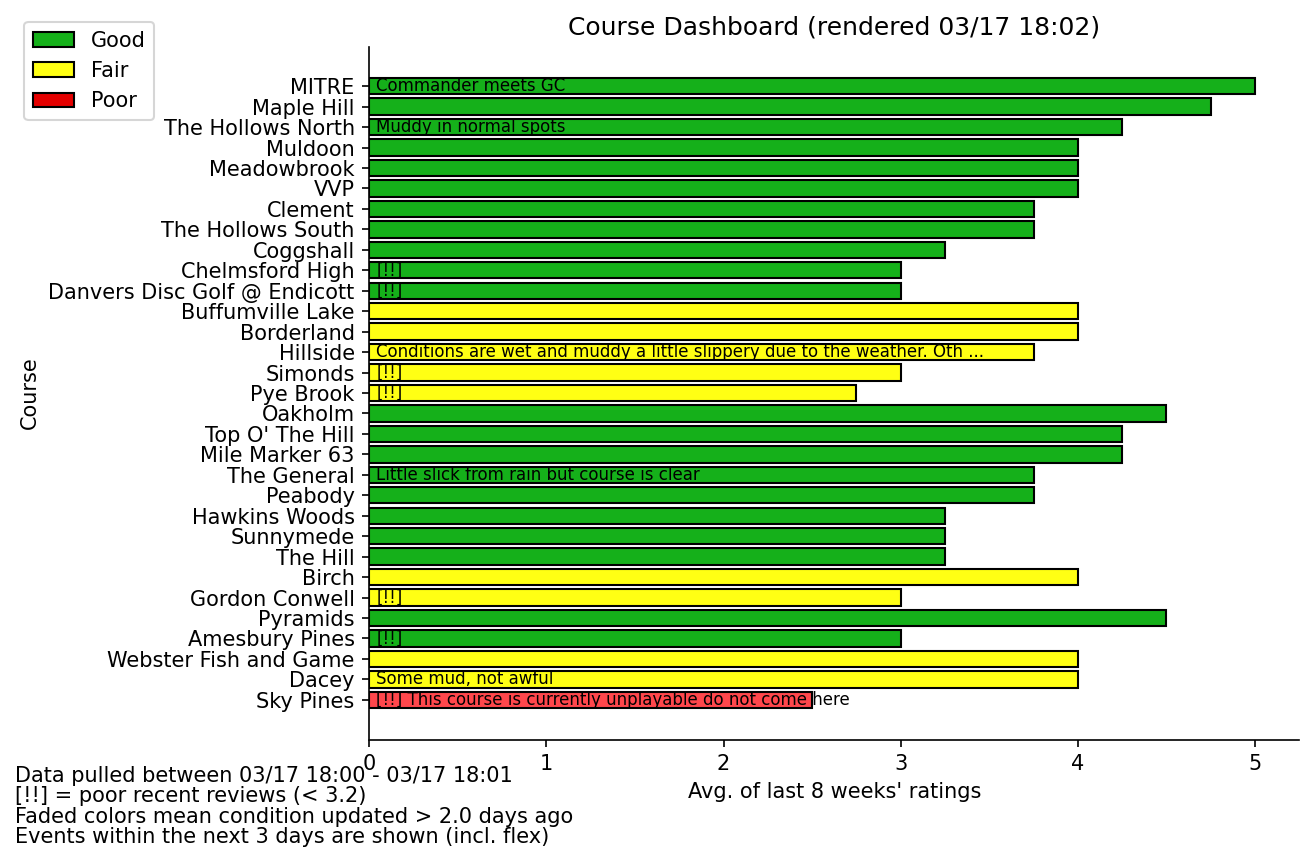 Course Dashboard (rendered 03/17 18:02)
Good
Fair
Poor
Course
MITRE Commander meets GC
Maple Hill
The Hollows North Muddy in normal spots
Muldoon
Meadowbrook
VVP
Clement
The Hollows South
Coggshall
Chelmsford High [!!]
Danvers Disc Golf @ Endicott [!!]
Buffumville Lake
Borderland
Hillside Conditions are wet and muddy a little slippery due to the weather. Oth ...
Simonds [!!]
Pye Brook [!!]
Oakholm
Top O' The Hill
Mile Marker 63
The General Little slick from rain but course is clear
Peabody
Hawkins Woods
Sunnymede
The Hill
Birch
Gordon Conwell [!!]
Pyramids
Amesbury Pines [!!]
Webster Fish and Game
Dacey Some mud, not awful
Sky Pines [!!] This course is currently unplayable do not come here
0 1 2 3 4 5
Avg. of last 8 weeks' ratings
Data pulled between 03/17 18:00 - 03/17 18:01
[!!] = poor recent reviews (< 3.2)
Faded colors mean condition updated > 2.0 days ago
Events within the next 3 days are shown (incl. flex)